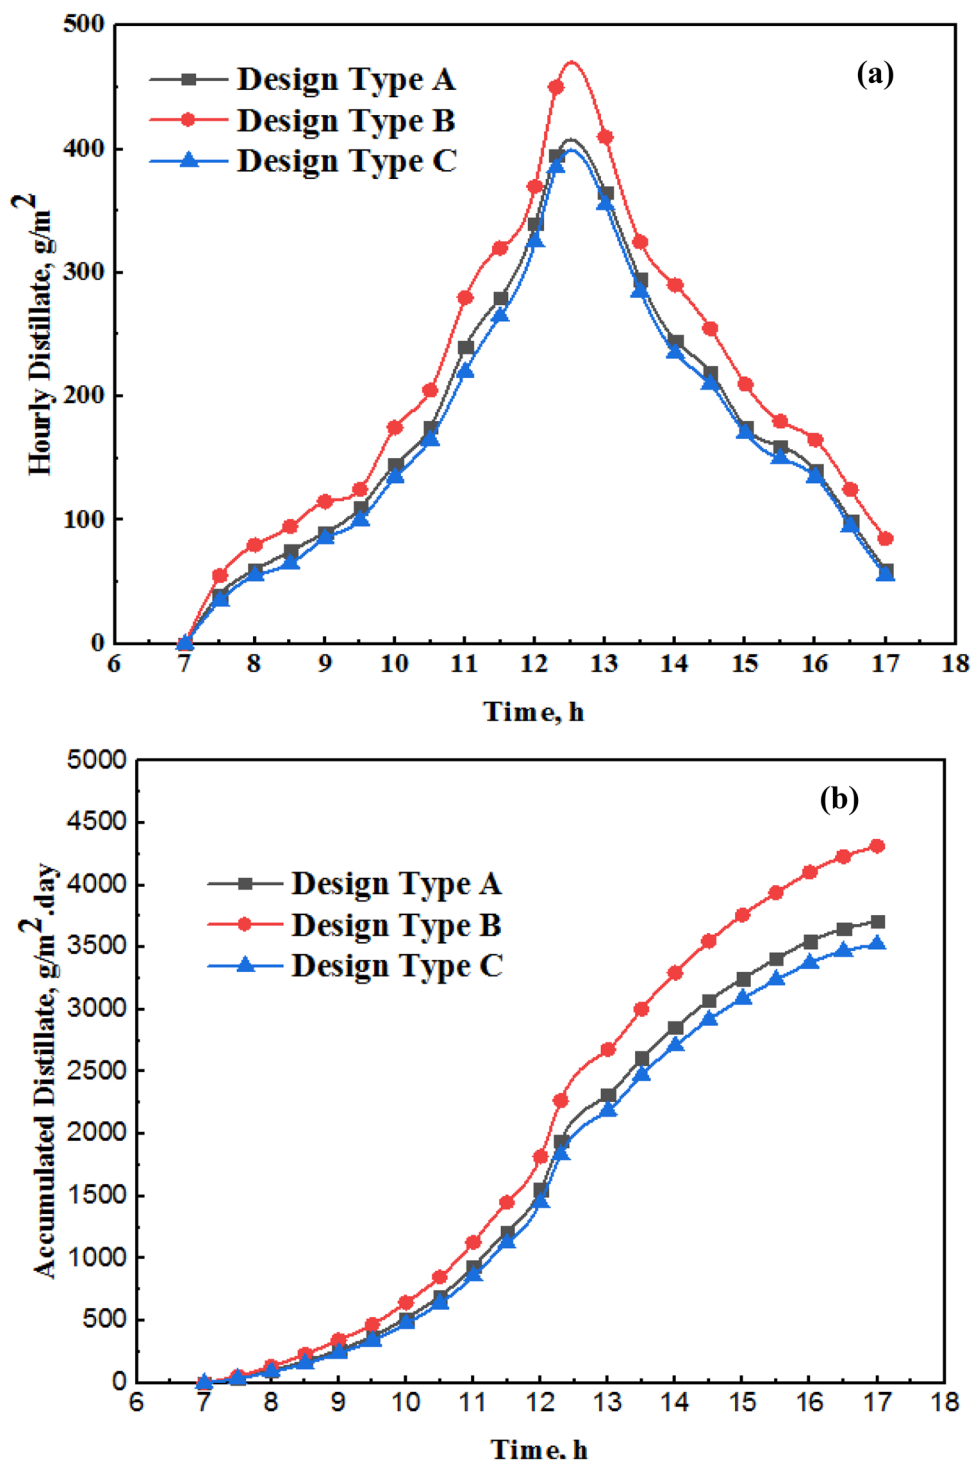 500
400
300
200
100
0
Hourly Distillate, g/m2
Design Type A
Design Type B
Design Type C
(a)
6 7 8 9 10 11 12 13 14 15 16 17 18
Time, h
5000
4500
4000
3500
3000
2500
2000
1500
1000
500
0
Accumulated Distillate, g/m2.day
Design Type A
Design Type B
Design Type C
(b)
6 7 8 9 10 11 12 13 14 15 16 17 18
Time, h